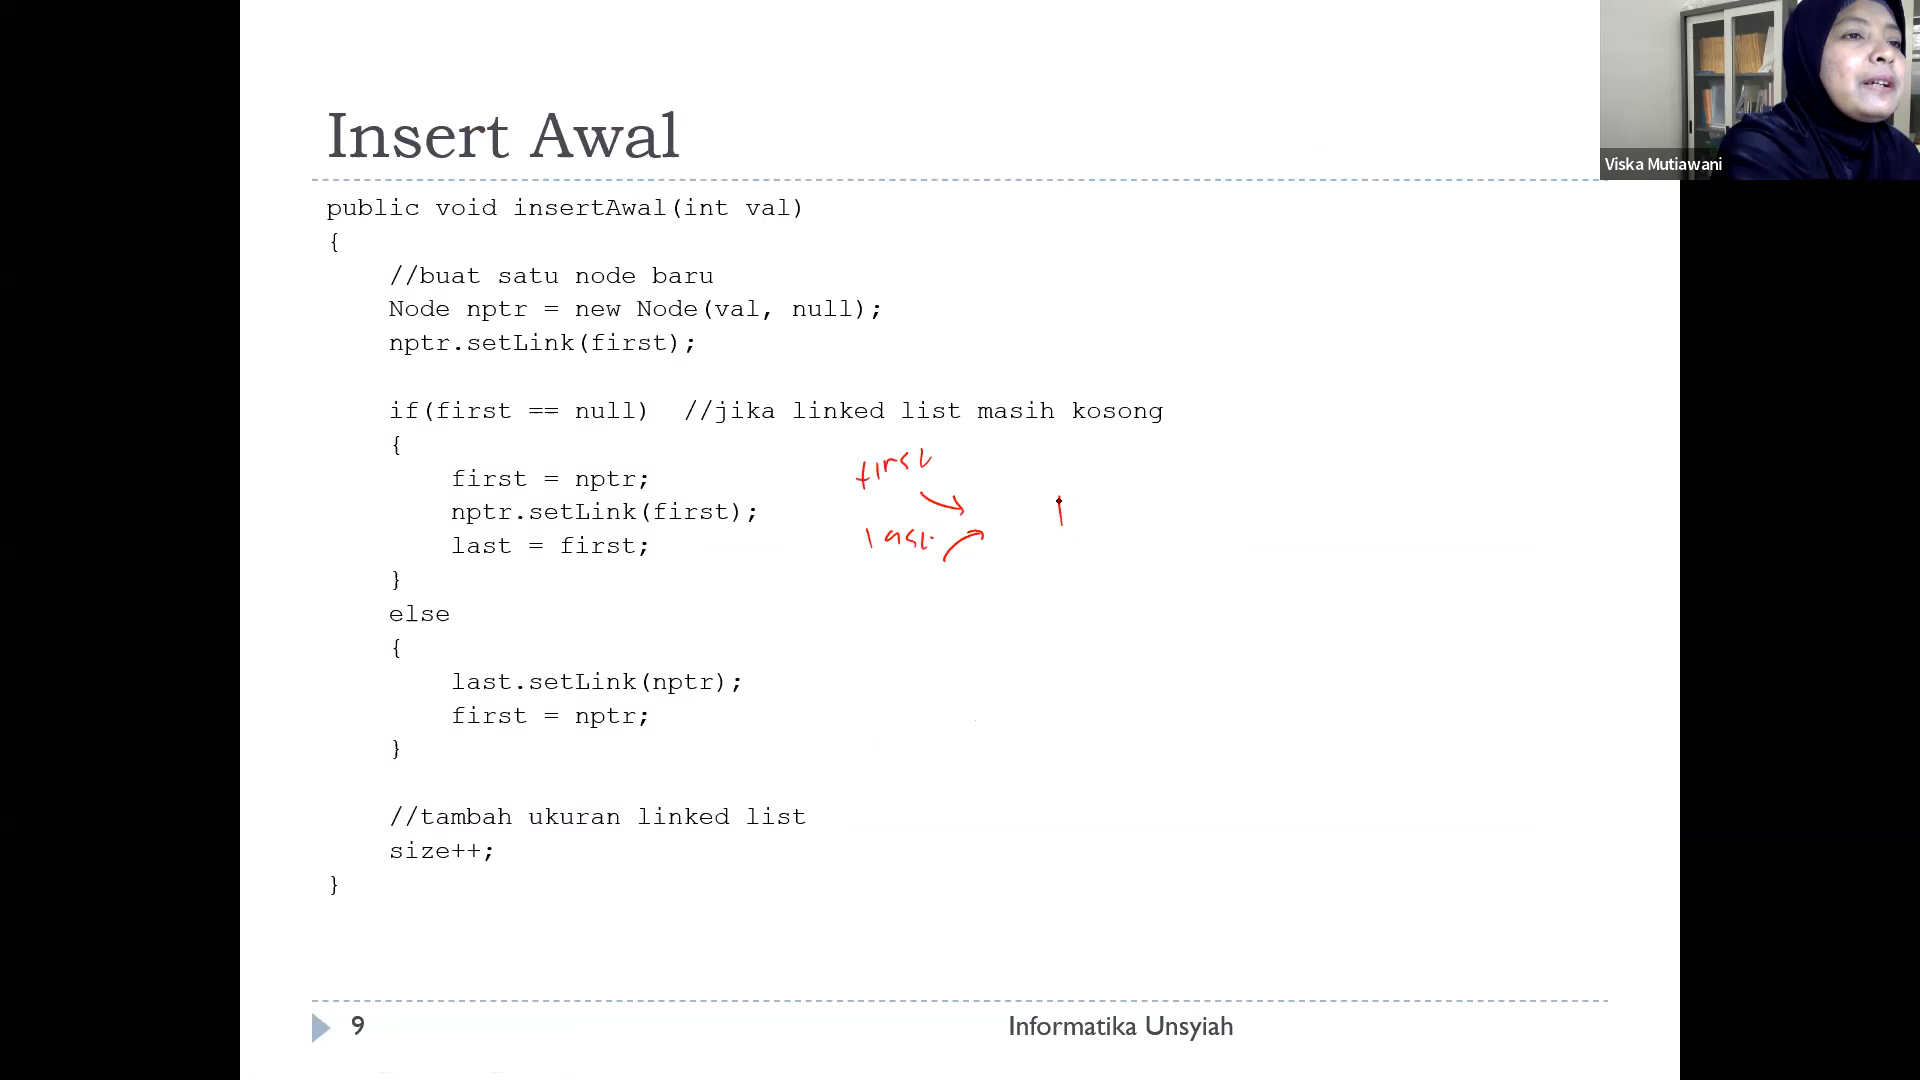 Viska Mutiawani
Insert Awal
public void insertAwal(int val)
{
//buat satu node baru
Node nptr = new Node(val, null);
nptr.setLink(first);
if(first == null) //jika linked list masih kosong
{
first = nptr;
nptr.setLink(first);
last = first;
}
first
last
else
{
last.setLink(nptr);
first = nptr;
}
//tambah ukuran linked list
size++;
}
9
Informatika Unsyiah